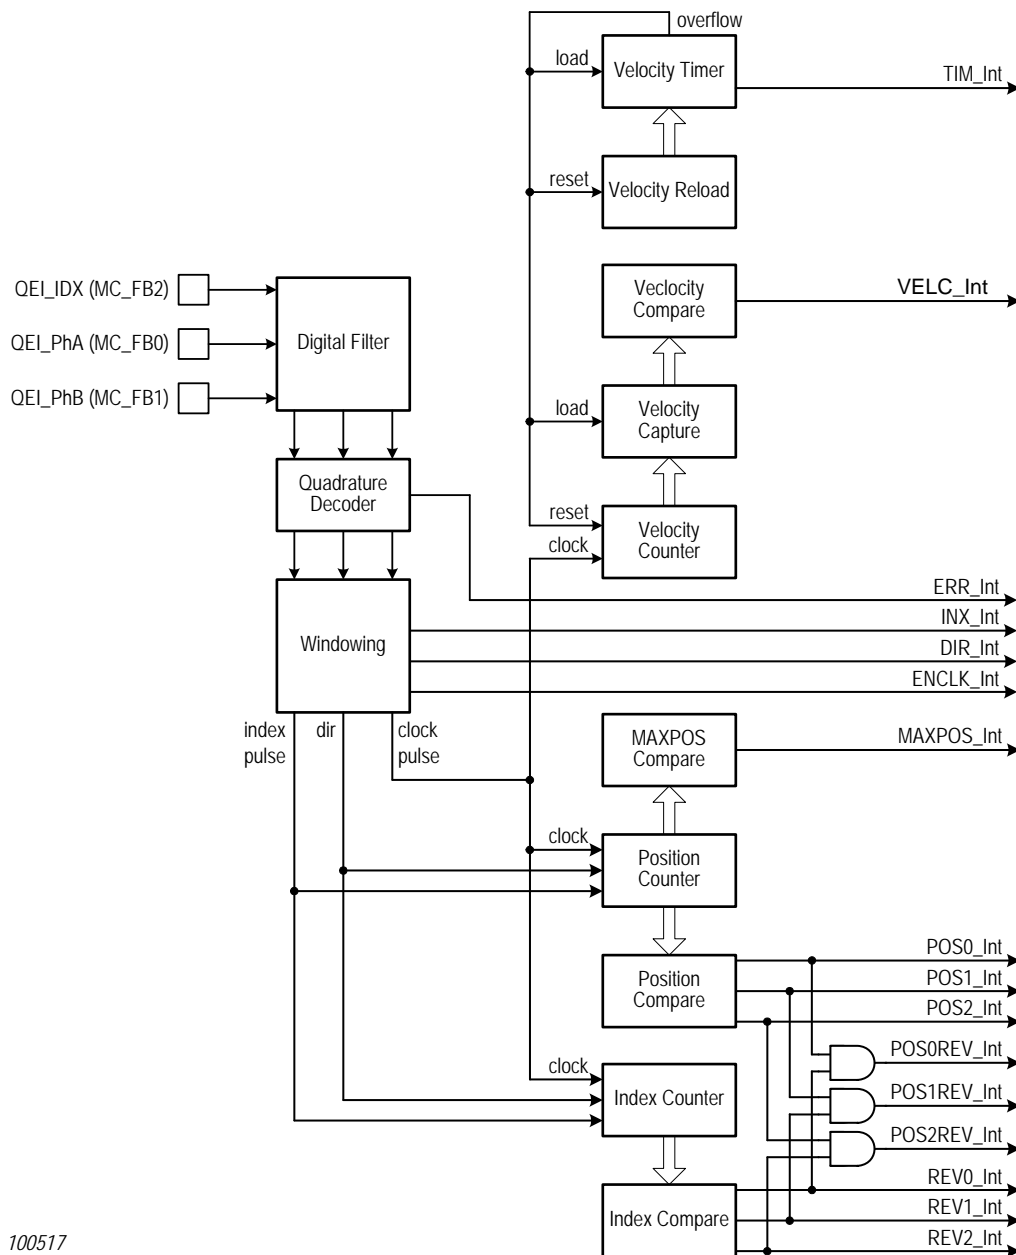 overflow
load
Velocity Timer
TIM_Int
reset
Velocity Reload
QEI_IDX (MC_FB2)
QEI_PhA (MC_FB0)
QEI_PhB (MC_FB1)
Digital Filter
Veclocity
Compare
VELC_Int
load
Velocity
Capture
Quadrature
Decoder
reset
clock
Velocity
Counter
ERR_Int
INX_Int
DIR_Int
ENCLK_Int
Windowing
index
pulse
dir
clock
pulse
MAXPOS
Compare
MAXPOS_Int
clock
Position
Counter
Position
Compare
POS0_Int
POS1_Int
POS2_Int
POS0REV_Int
POS1REV_Int
POS2REV_Int
clock
Index Counter
Index Compare
REV0_Int
REV1_Int
REV2_Int
100517